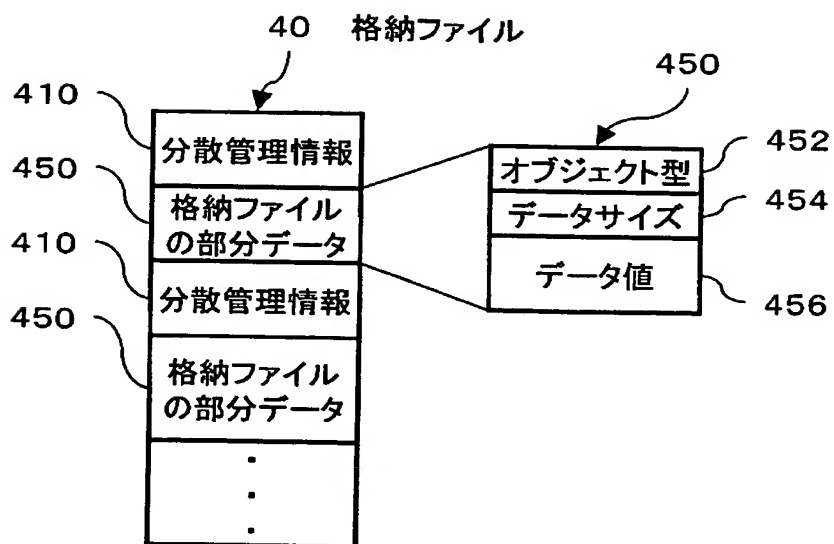 40 格納ファイル
410
分散管理情報
450
格納ファイル
の部分データ
410
分散管理情報
450
格納ファイル
の部分データ
・
・
・
450
オブジェクト型
452
データサイズ
454
データ値
456